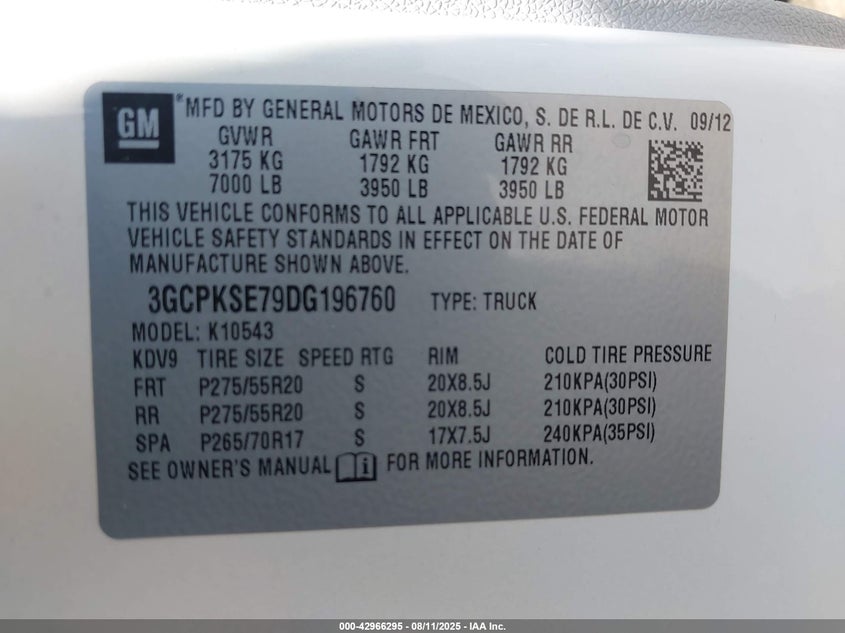 GM *MFD BY GENERAL MOTORS DE MEXICO, S. DE R.L. DE C.V. 09/12
GVWR GAWR FRT GAWR RR
3175 KG 1792 KG 1792 KG
7000 LB 3950 LB 3950 LB
THIS VEHICLE CONFORMS TO ALL APPLICABLE U.S. FEDERAL MOTOR
VEHICLE SAFETY STANDARDS IN EFFECT ON THE DATE OF
MANUFACTURE SHOWN ABOVE.
3GCPKSE79DG196760 TYPE: TRUCK
MODEL: K10543
KDV9 TIRE SIZE SPEED RTG RIM COLD TIRE PRESSURE
FRT P275/55R20 S 20X8.5J 210KPA(30PSI)
RR P275/55R20 S 20X8.5J 210KPA(30PSI)
SPA P265/70R17 S 17X7.5J 240KPA(35PSI)
SEE OWNER'S MANUAL FOR MORE INFORMATION.
000-42966295 - 08/11/2025 - IAA Inc.